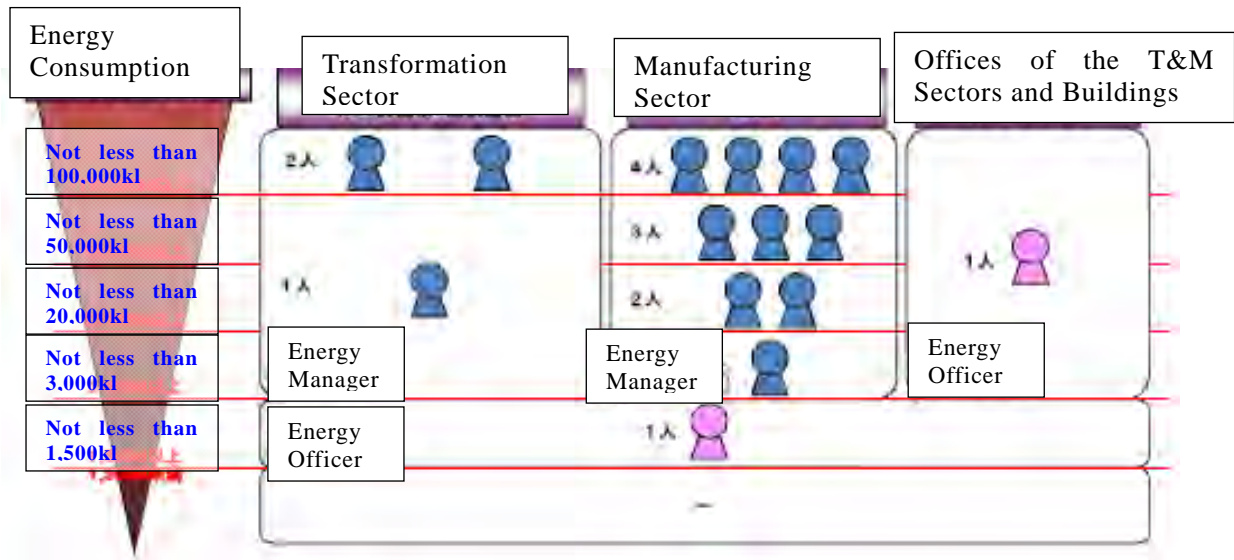 Energy
Consumption
Transformation
Sector
Manufacturing
Sector
Offices of the T&M
Sectors and Buildings
Not less than
100,000kl
2人
4人
Not less than
50,000kl
3人
1人
Not less than
20,000kl
1人
2人
Not less than
3,000kl
Energy
Manager
Energy
Manager
Energy
Officer
Not less than
1,500kl
Energy
Officer
1人
ー